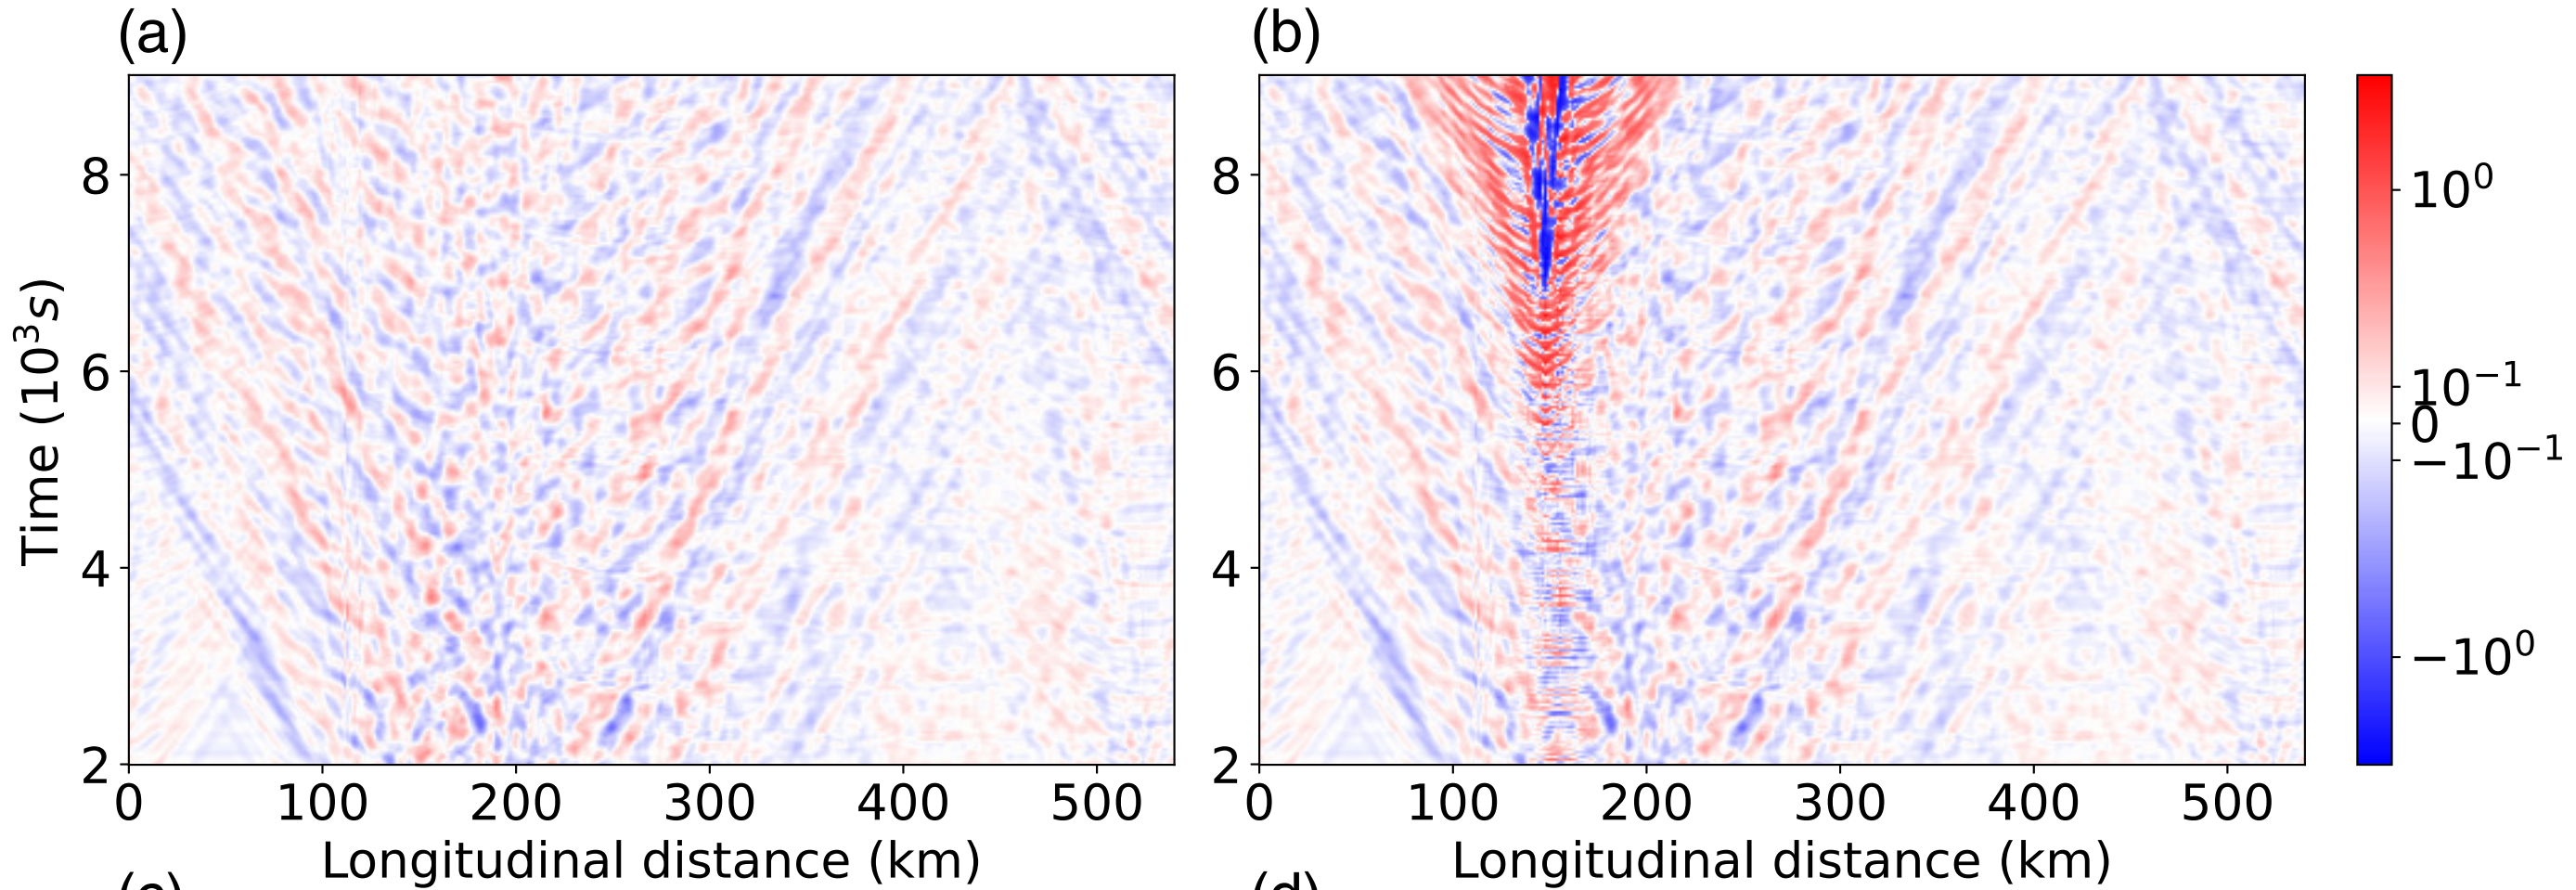 (a)
(b)
Time (10³s)
8
6
4
2
0 100 200 300 400 500
Longitudinal distance (km)
8
6
4
2
0 100 200 300 400 500
Longitudinal distance (km)
10⁰
10⁻¹
0
−10⁻¹
−10⁰
(c)
(d)